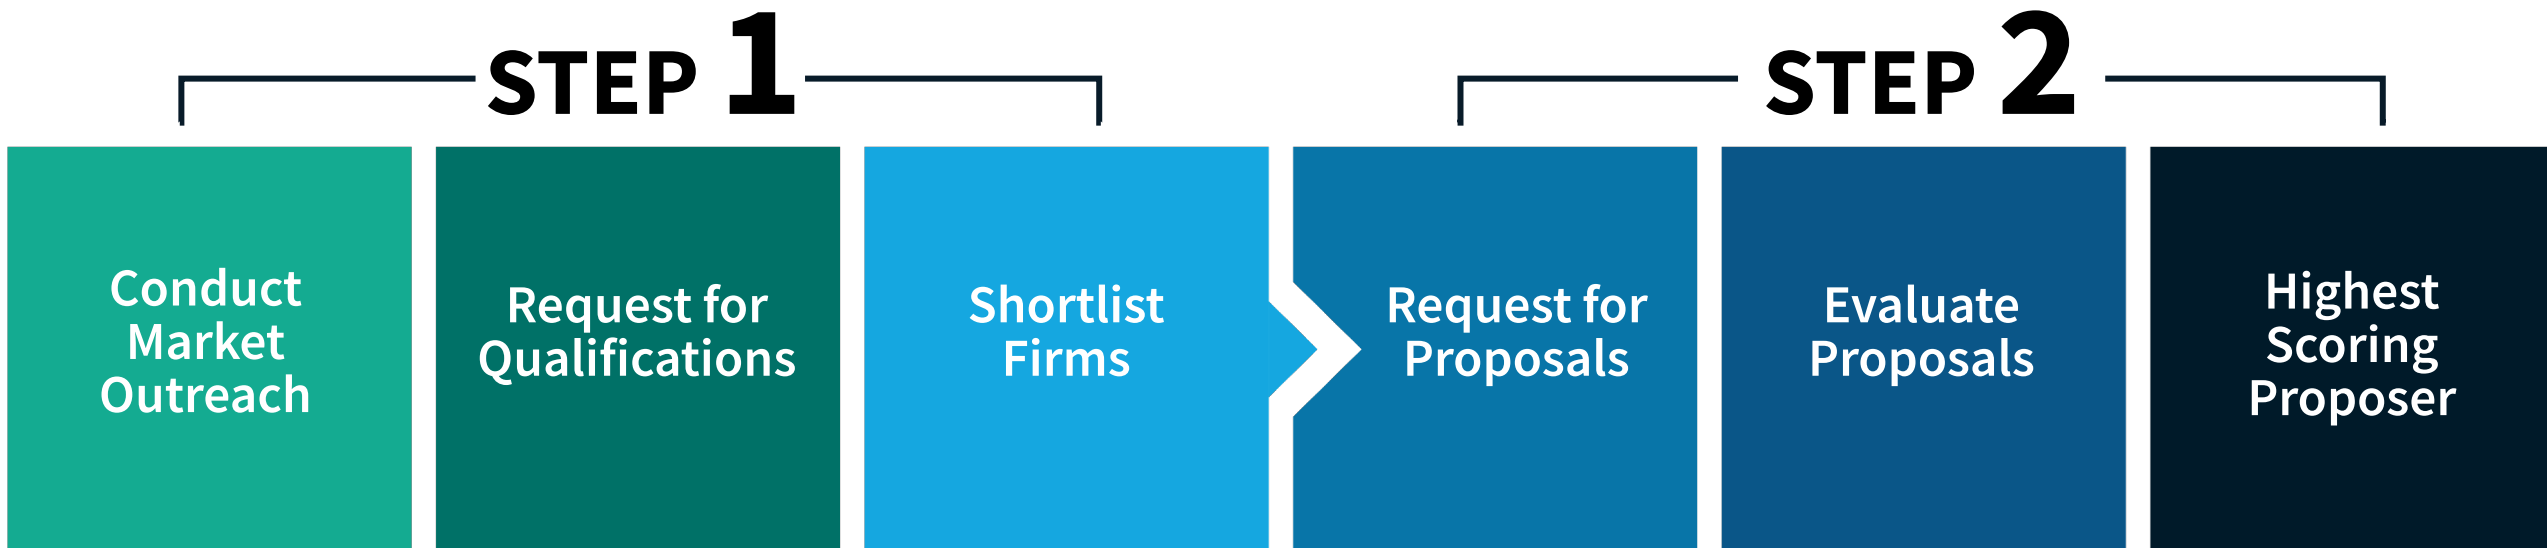 STEP 1
STEP 2
Conduct
Market
Outreach
Request for
Qualifications
Shortlist
Firms
Request for
Proposals
Evaluate
Proposals
Highest
Scoring
Proposer